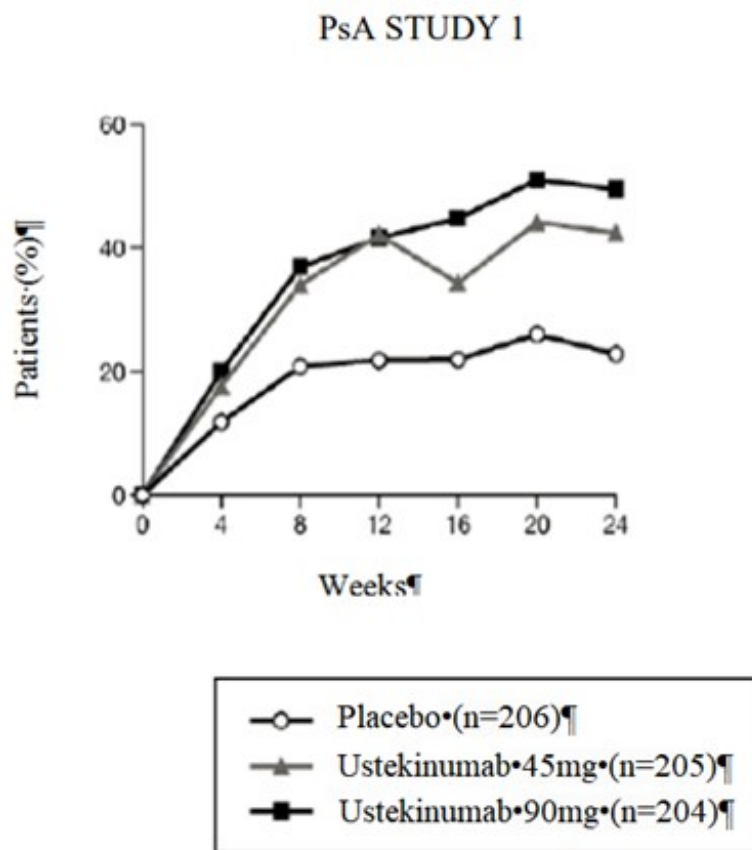 PsA STUDY 1
60
40
20
0
Patients·(%)¶
0 4 8 12 16 20 24
Weeks¶
Placebo•(n=206)¶
Ustekinumab•45mg•(n=205)¶
Ustekinumab•90mg•(n=204)¶